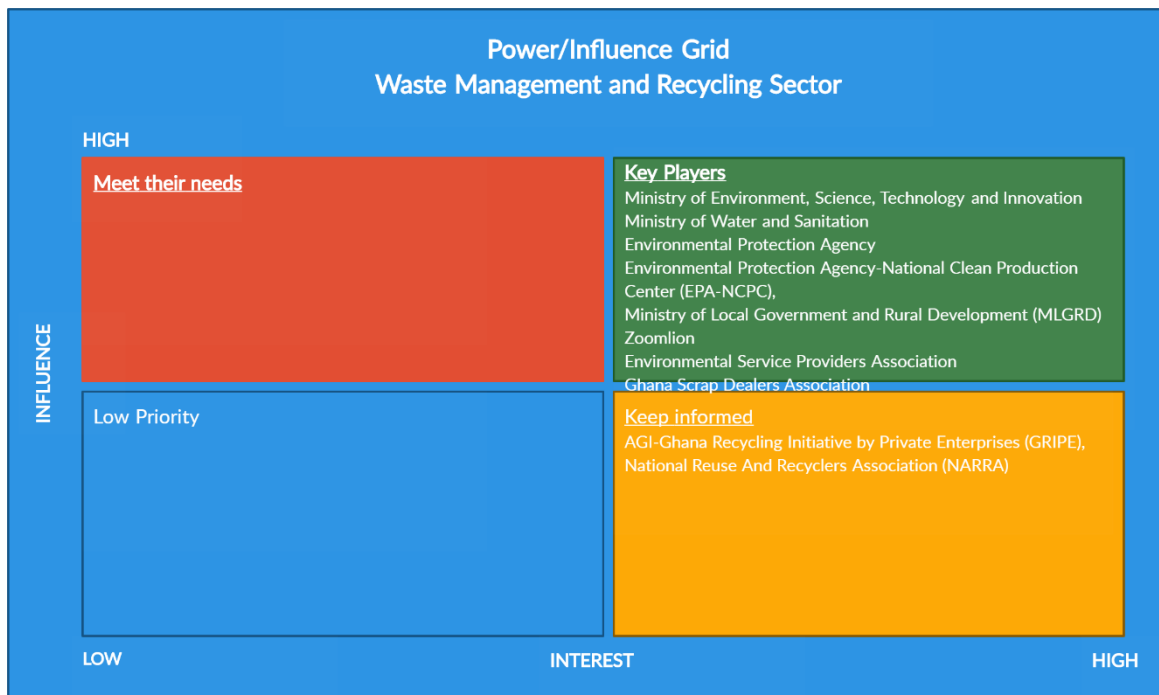 Power/Influence Grid
Waste Management and Recycling Sector
HIGH
Meet their needs
Key Players
Ministry of Environment, Science, Technology and Innovation
Ministry of Water and Sanitation
Environmental Protection Agency
Environmental Protection Agency-National Clean Production
Center (EPA-NCPC),
Ministry of Local Government and Rural Development (MLGRD)
Zoomlion
Environmental Service Providers Association
Ghana Scrap Dealers Association
INFLUENCE
Low Priority
Keep informed
AGI-Ghana Recycling Initiative by Private Enterprises (GRIPE),
National Reuse And Recyclers Association (NARRA)
LOW
INTEREST
HIGH